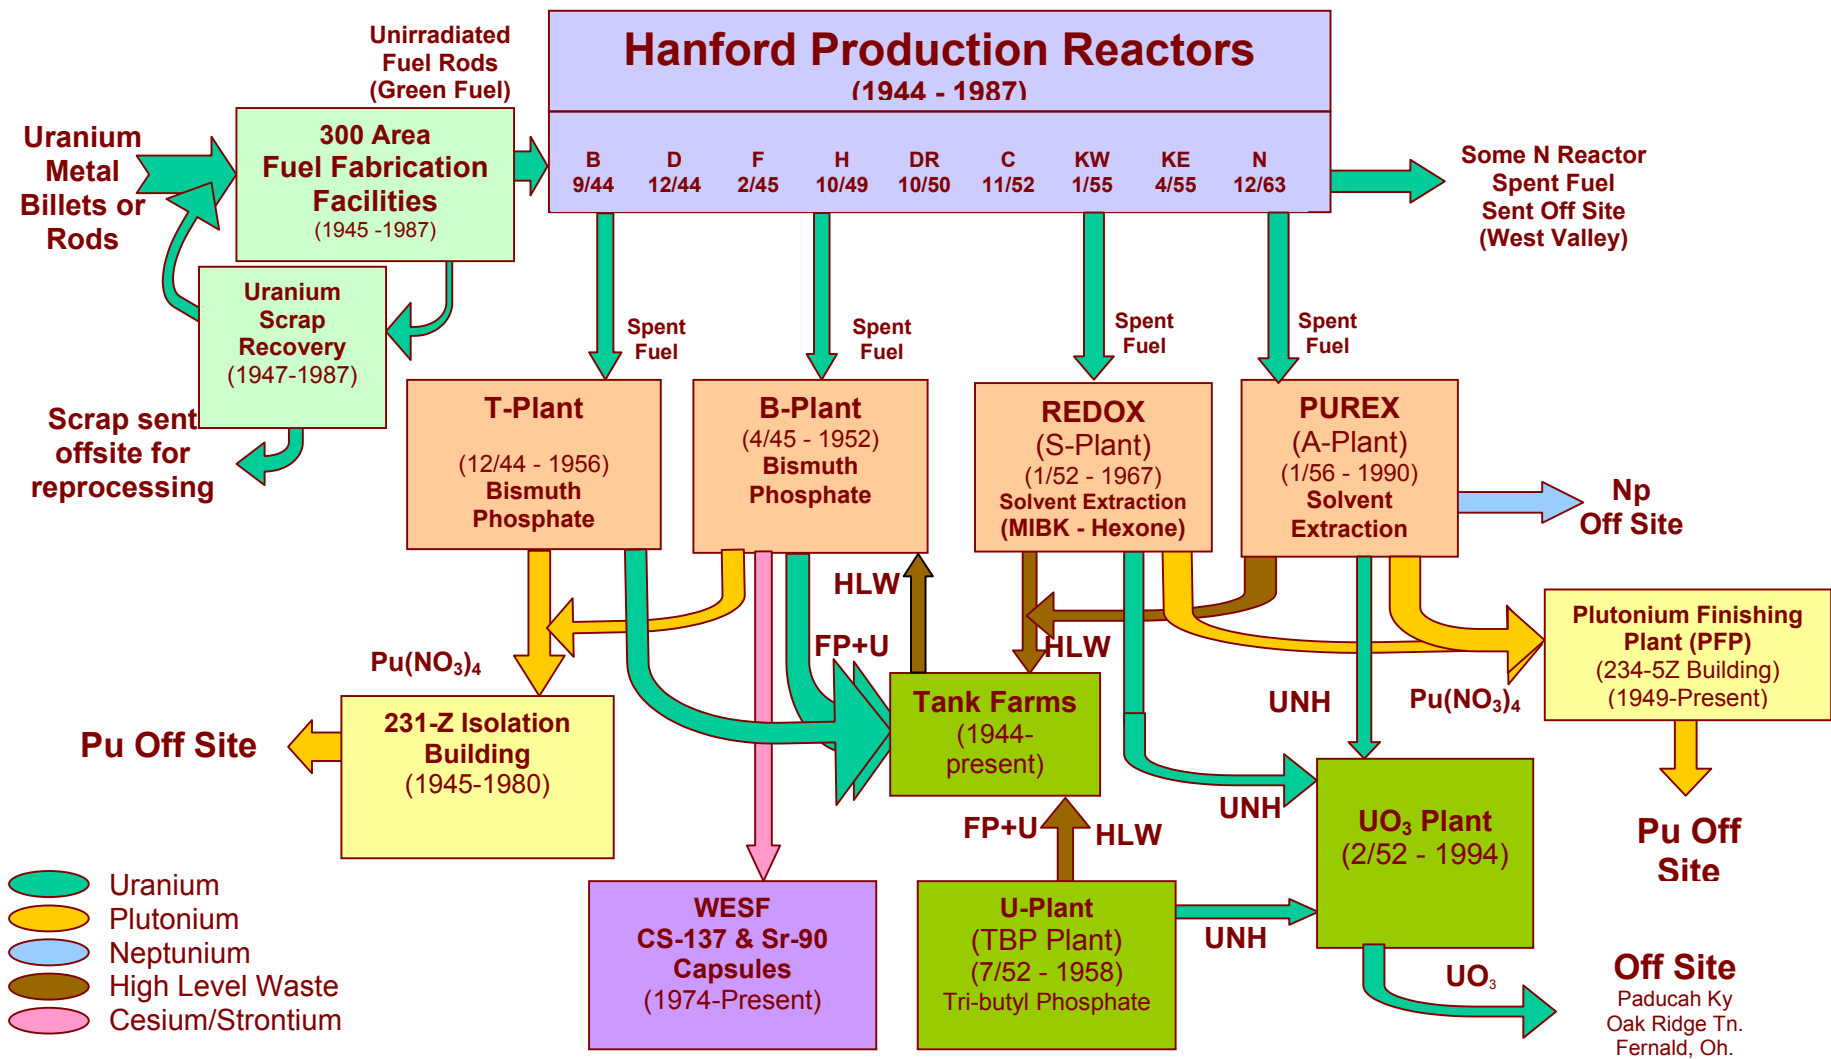 Unirradiated
Fuel Rods
(Green Fuel)
Hanford Production Reactors
(1944 - 1987)
B D F H DR C KW KE N
9/44 12/44 2/45 10/49 10/50 11/52 1/55 4/55 12/63
Uranium
Metal
Billets or
Rods
300 Area
Fuel Fabrication
Facilities
(1945 -1987)
Some N Reactor
Spent Fuel
Sent Off Site
(West Valley)
Uranium
Scrap
Recovery
(1947-1987)
Scrap sent
offsite for
reprocessing
Spent
Fuel
Spent
Fuel
Spent
Fuel
Spent
Fuel
T-Plant
(12/44 - 1956)
Bismuth
Phosphate
B-Plant
(4/45 - 1952)
Bismuth
Phosphate
REDOX
(S-Plant)
(1/52 - 1967)
Solvent Extraction
(MIBK - Hexone)
PUREX
(A-Plant)
(1/56 - 1990)
Solvent
Extraction
Np
Off Site
HLW
FP+U
HLW
Pu(NO₃)₄
UNH
Pu(NO₃)₄
Plutonium Finishing
Plant (PFP)
(234-5Z Building)
(1949-Present)
Pu Off Site
231-Z Isolation
Building
(1945-1980)
Tank Farms
(1944-
present)
UNH
FP+U
HLW
UO₃ Plant
(2/52 - 1994)
Pu Off
Site
Uranium
Plutonium
Neptunium
High Level Waste
Cesium/Strontium
WESF
CS-137 & Sr-90
Capsules
(1974-Present)
U-Plant
(TBP Plant)
(7/52 - 1958)
Tri-butyl Phosphate
UNH
UO₃
Off Site
Paducah Ky
Oak Ridge Tn.
Fernald, Oh.